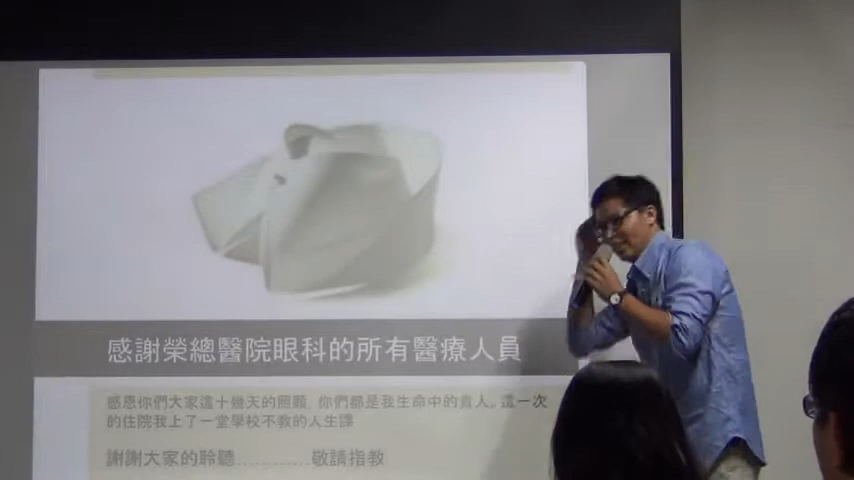 感謝榮總醫院眼科的所有醫療人員
感恩你們大家這十幾天的照顧, 你們都是我生命中的貴人。這一次
的住院我上了一堂學校不教的人生課
謝謝大家的聆聽..............敬請指教